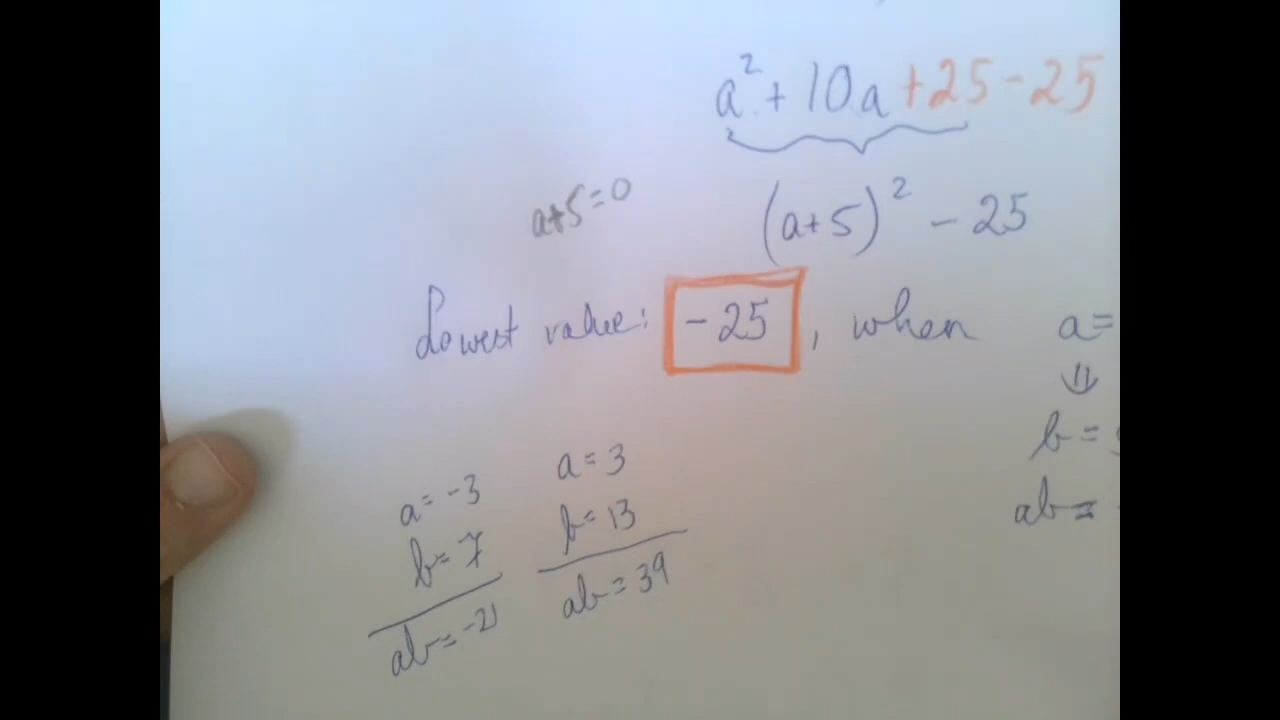 a² + 10a + 25 - 25
a+5=0
(a+5)² - 25
Lowest value: -25, when a=
⇓
b=
ab=
a=-3
b=7
ab=-21
a=3
b=13
ab=39